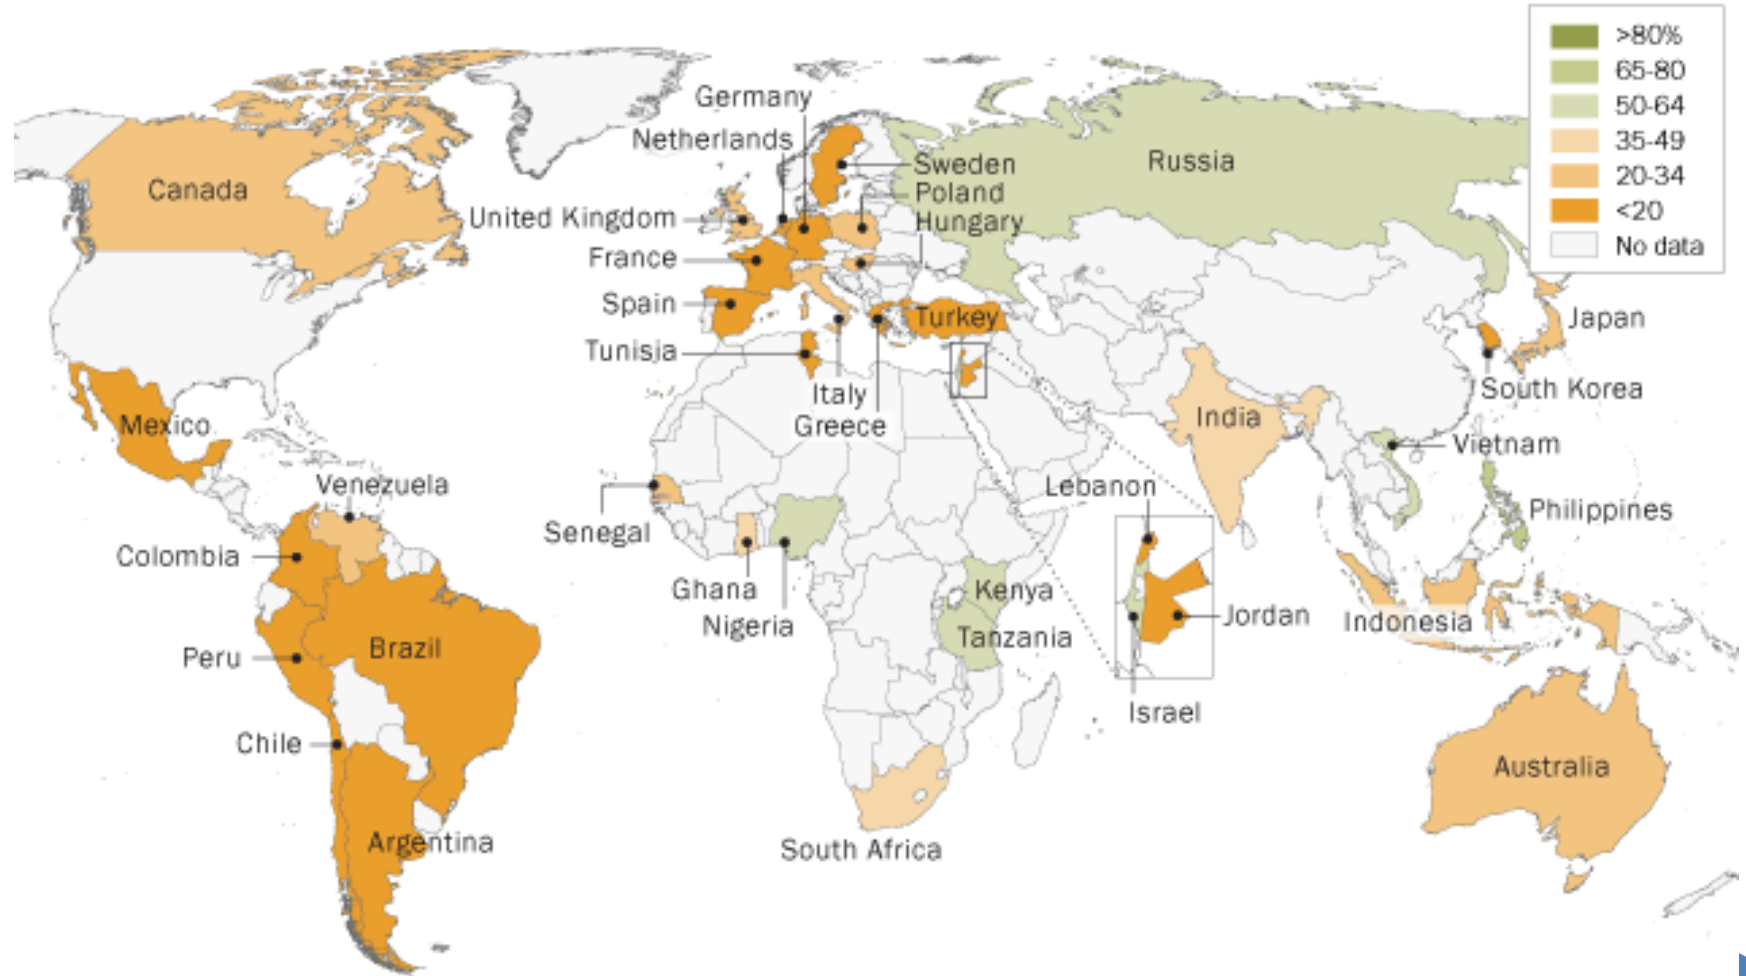 >80%
65-80
50-64
35-49
20-34
<20
No data
Germany
Netherlands
Sweden
Poland
Hungary
Russia
Canada
United Kingdom
France
Spain
Turkey
Japan
Tunisia
Italy
Greece
South Korea
India
Mexico
Vietnam
Venezuela
Lebanon
Philippines
Senegal
Colombia
Ghana
Nigeria
Kenya
Tanzania
Jordan
Indonesia
Peru
Brazil
Israel
Chile
Australia
Argentina
South Africa